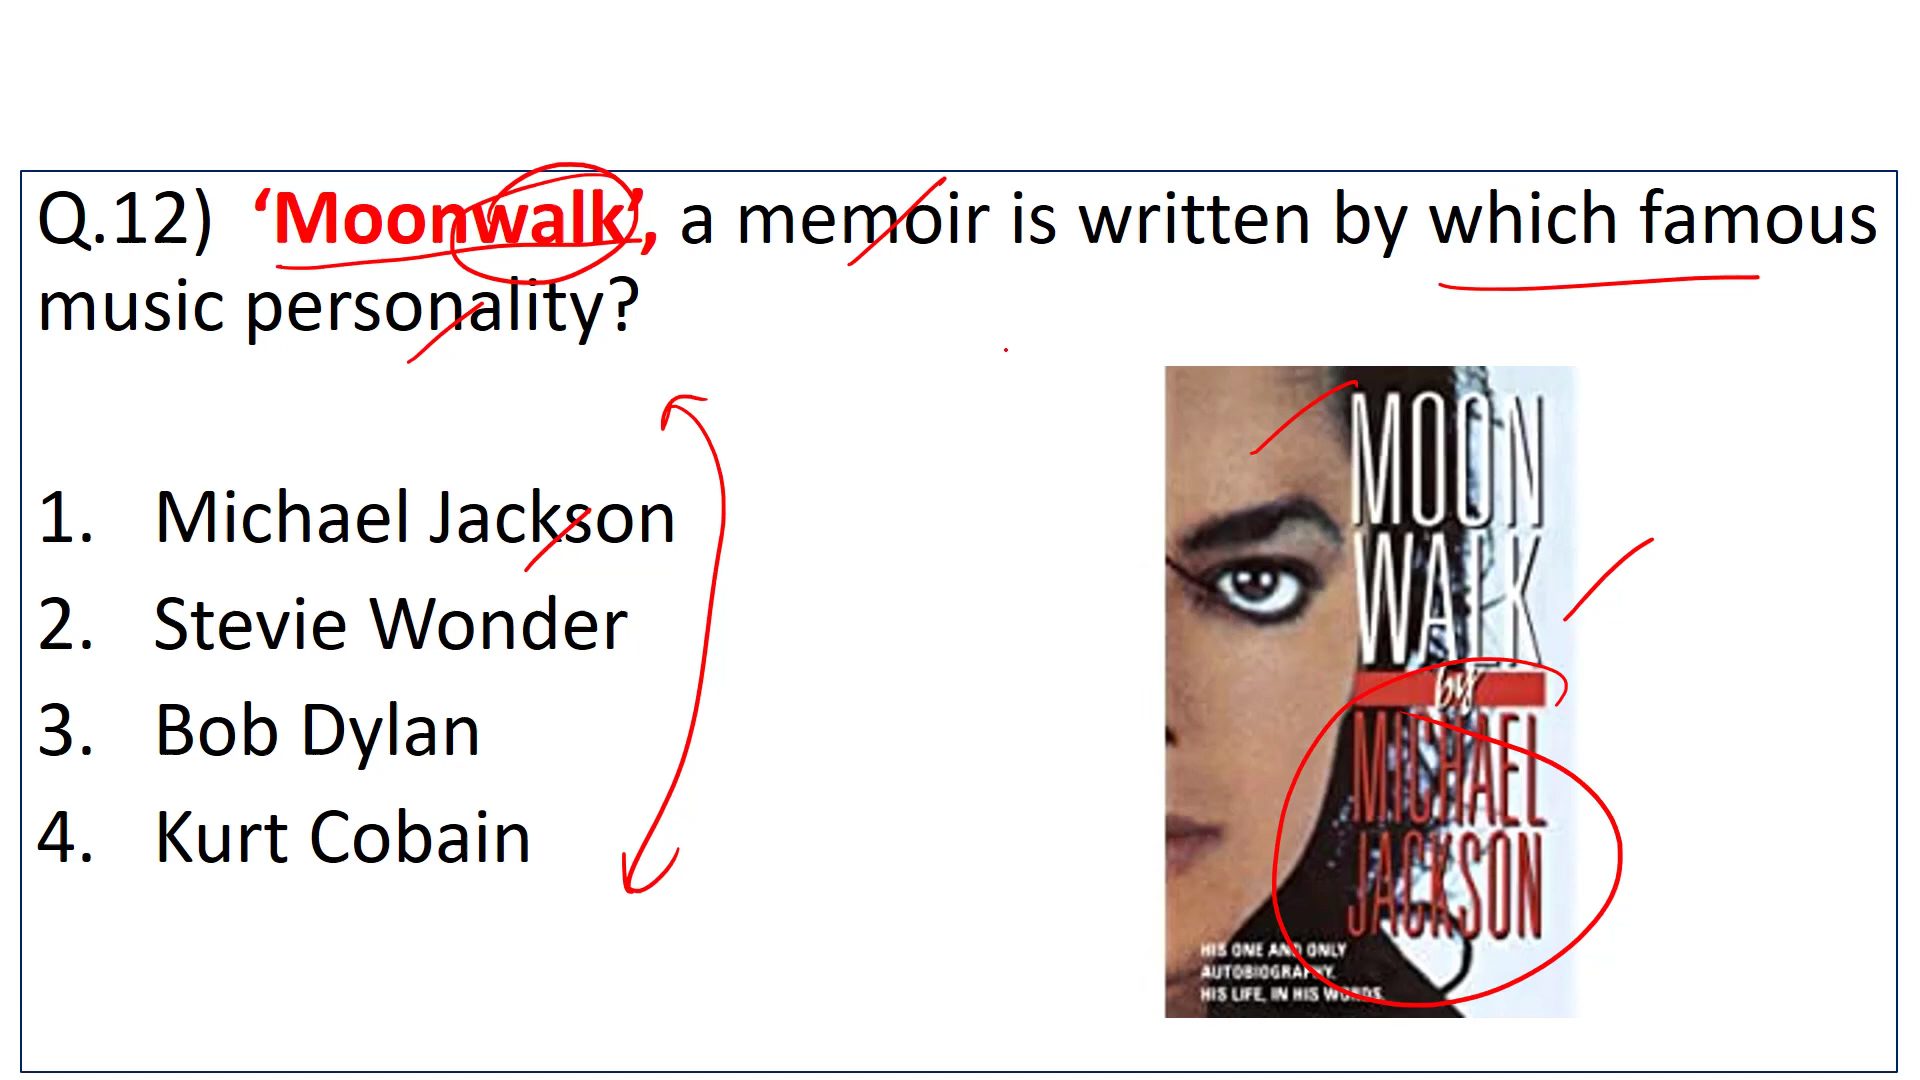 Q.12) ‘Moonwalk’, a memoir is written by which famous
music personality?
1. Michael Jackson
2. Stevie Wonder
3. Bob Dylan
4. Kurt Cobain
MOON
WALK
by
MICHAEL
JACKSON
HIS ONE AND ONLY
AUTOBIOGRAPHY.
HIS LIFE, IN HIS WORDS.